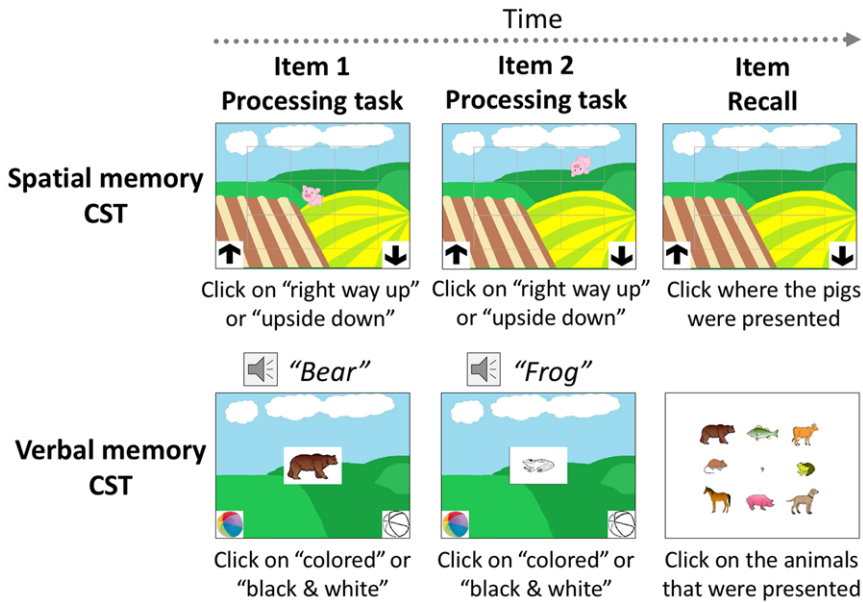 Time
Item 1
Processing task
Item 2
Processing task
Item
Recall
Spatial memory
CST
Click on “right way up”
or “upside down”
Click on “right way up”
or “upside down”
Click where the pigs
were presented
“Bear”
“Frog”
Verbal memory
CST
?
Click on “colored” or
“black & white”
Click on “colored” or
“black & white”
Click on the animals
that were presented